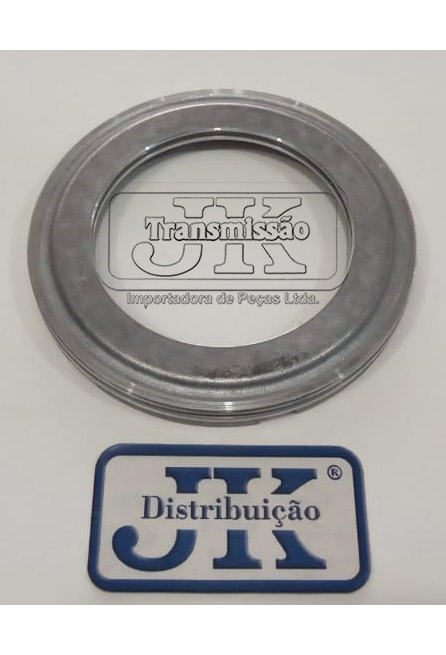 JK
Transmissão
Importadora de Peças Ltda.
JK ®
Distribuição